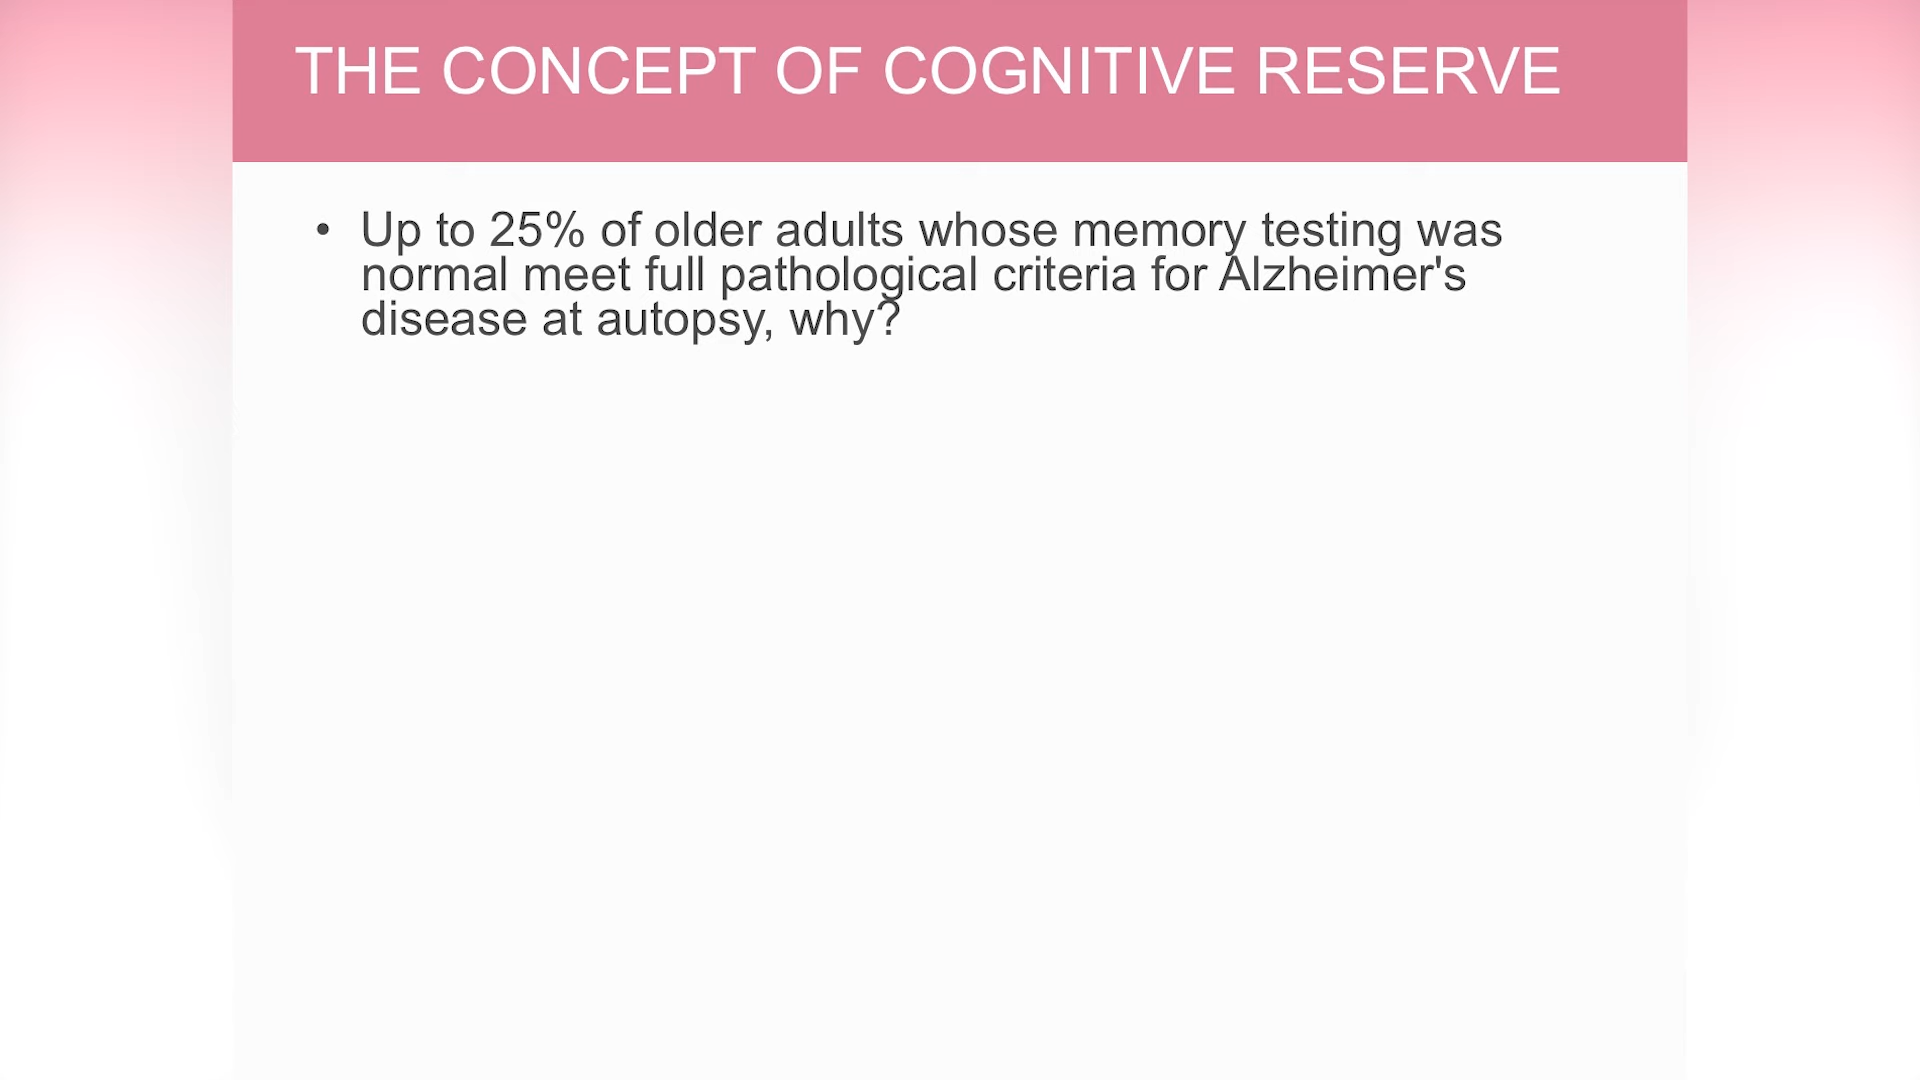 THE CONCEPT OF COGNITIVE RESERVE
• Up to 25% of older adults whose memory testing was
normal meet full pathological criteria for Alzheimer's
disease at autopsy, why?